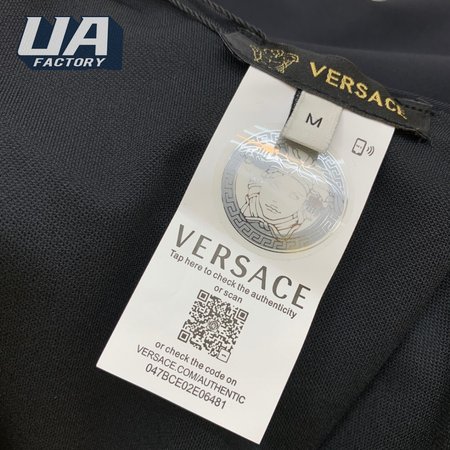 UA
FACTORY
VERSACE
M
VERSACE
Tap here to check the authenticity
or scan
or check the code on
VERSACE.COM/AUTHENTIC
047BCE02E06481